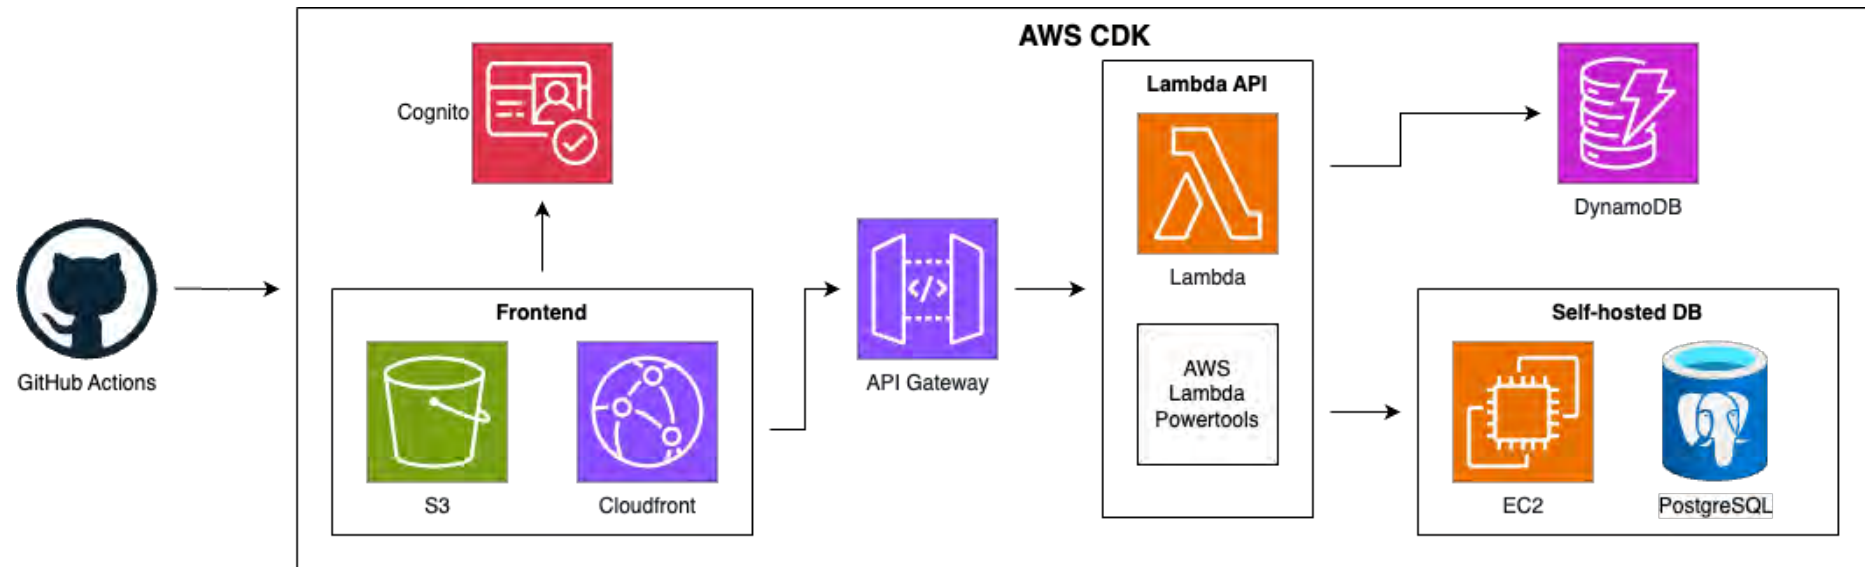 AWS CDK
Cognito
GitHub Actions
Frontend
S3
Cloudfront
</>
API Gateway
Lambda API
Lambda
AWS
Lambda
Powertools
DynamoDB
Self-hosted DB
EC2
PostgreSQL